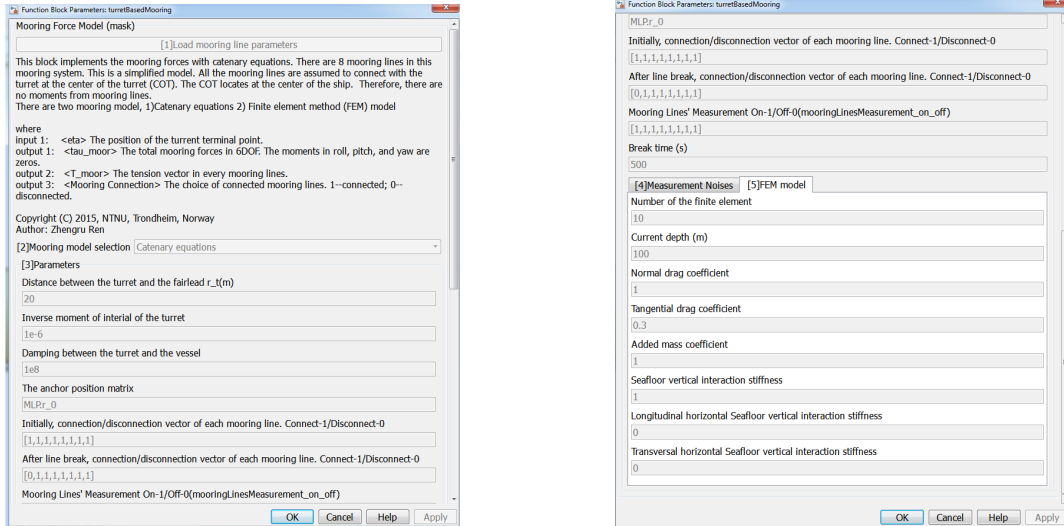 Function Block Parameters: turretBasedMooring
Mooring Force Model (mask)
[1]Load mooring line parameters
This block implements the mooring forces with catenary equations. There are 8 mooring lines in this
mooring system. This is a simplified model. All the mooring lines are assumed to connect with the
turret at the center of the turret (COT). The COT locates at the center of the ship. Therefore, there are
no moments from mooring lines.
There are two mooring model, 1)Catenary equations 2) Finite element method (FEM) model
where
input 1: <eta> The position of the turrent terminal point.
output 1: <tau_moor> The total mooring forces in 6DOF. The moments in roll, pitch, and yaw are
zeros.
output 2: <T_moor> The tension vector in every mooring lines.
output 3: <Mooring Connection> The choice of connected mooring lines. 1--connected; 0--
disconnected.
Copyright (C) 2015, NTNU, Trondheim, Norway
Author: Zhengru Ren
[2]Mooring model selection Catenary equations
[3]Parameters
Distance between the turret and the fairlead r_t(m)
20
Inverse moment of interial of the turret
1e-6
Damping between the turret and the vessel
1e8
The anchor position matrix
MLP.r_0
Initially, connection/disconnection vector of each mooring line. Connect-1/Disconnect-0
[1,1,1,1,1,1,1,1]
After line break, connection/disconnection vector of each mooring line. Connect-1/Disconnect-0
[0,1,1,1,1,1,1,1]
Mooring Lines' Measurement On-1/Off-0(mooringLinesMeasurement_on_off)
OK Cancel Help Apply
Function Block Parameters: turretBasedMooring
MLP.r_0
Initially, connection/disconnection vector of each mooring line. Connect-1/Disconnect-0
[1,1,1,1,1,1,1,1]
After line break, connection/disconnection vector of each mooring line. Connect-1/Disconnect-0
[0,1,1,1,1,1,1,1]
Mooring Lines' Measurement On-1/Off-0(mooringLinesMeasurement_on_off)
[1,1,1,1,1,1,1,1]
Break time (s)
500
[4]Measurement Noises [5]FEM model
Number of the finite element
10
Current depth (m)
100
Normal drag coefficient
1
Tangential drag coefficient
0.3
Added mass coefficient
1
Seafloor vertical interaction stiffness
1
Longitudinal horizontal Seafloor vertical interaction stiffness
0
Transversal horizontal Seafloor vertical interaction stiffness
0
OK Cancel Help Apply